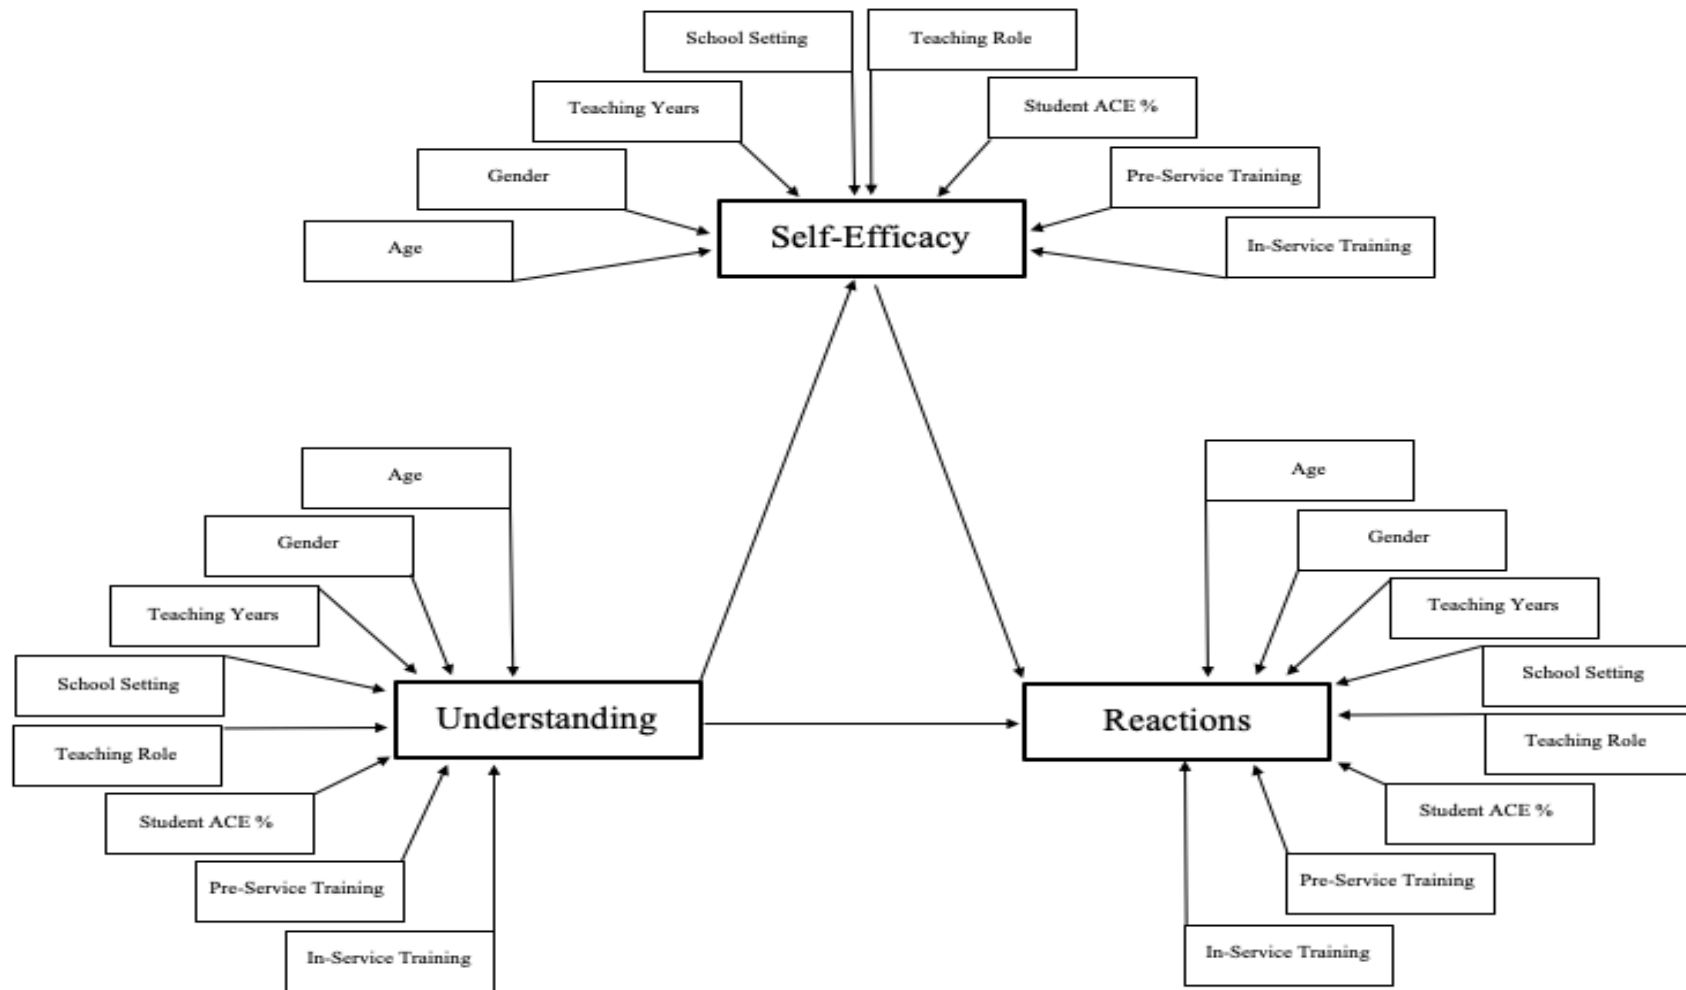 School Setting
Teaching Role
Teaching Years
Student ACE %
Gender
Pre-Service Training
Age
Self-Efficacy
In-Service Training
Age
Gender
Teaching Years
School Setting
Understanding
Teaching Role
Student ACE %
Pre-Service Training
In-Service Training
Age
Gender
Teaching Years
School Setting
Reactions
Teaching Role
Student ACE %
Pre-Service Training
In-Service Training